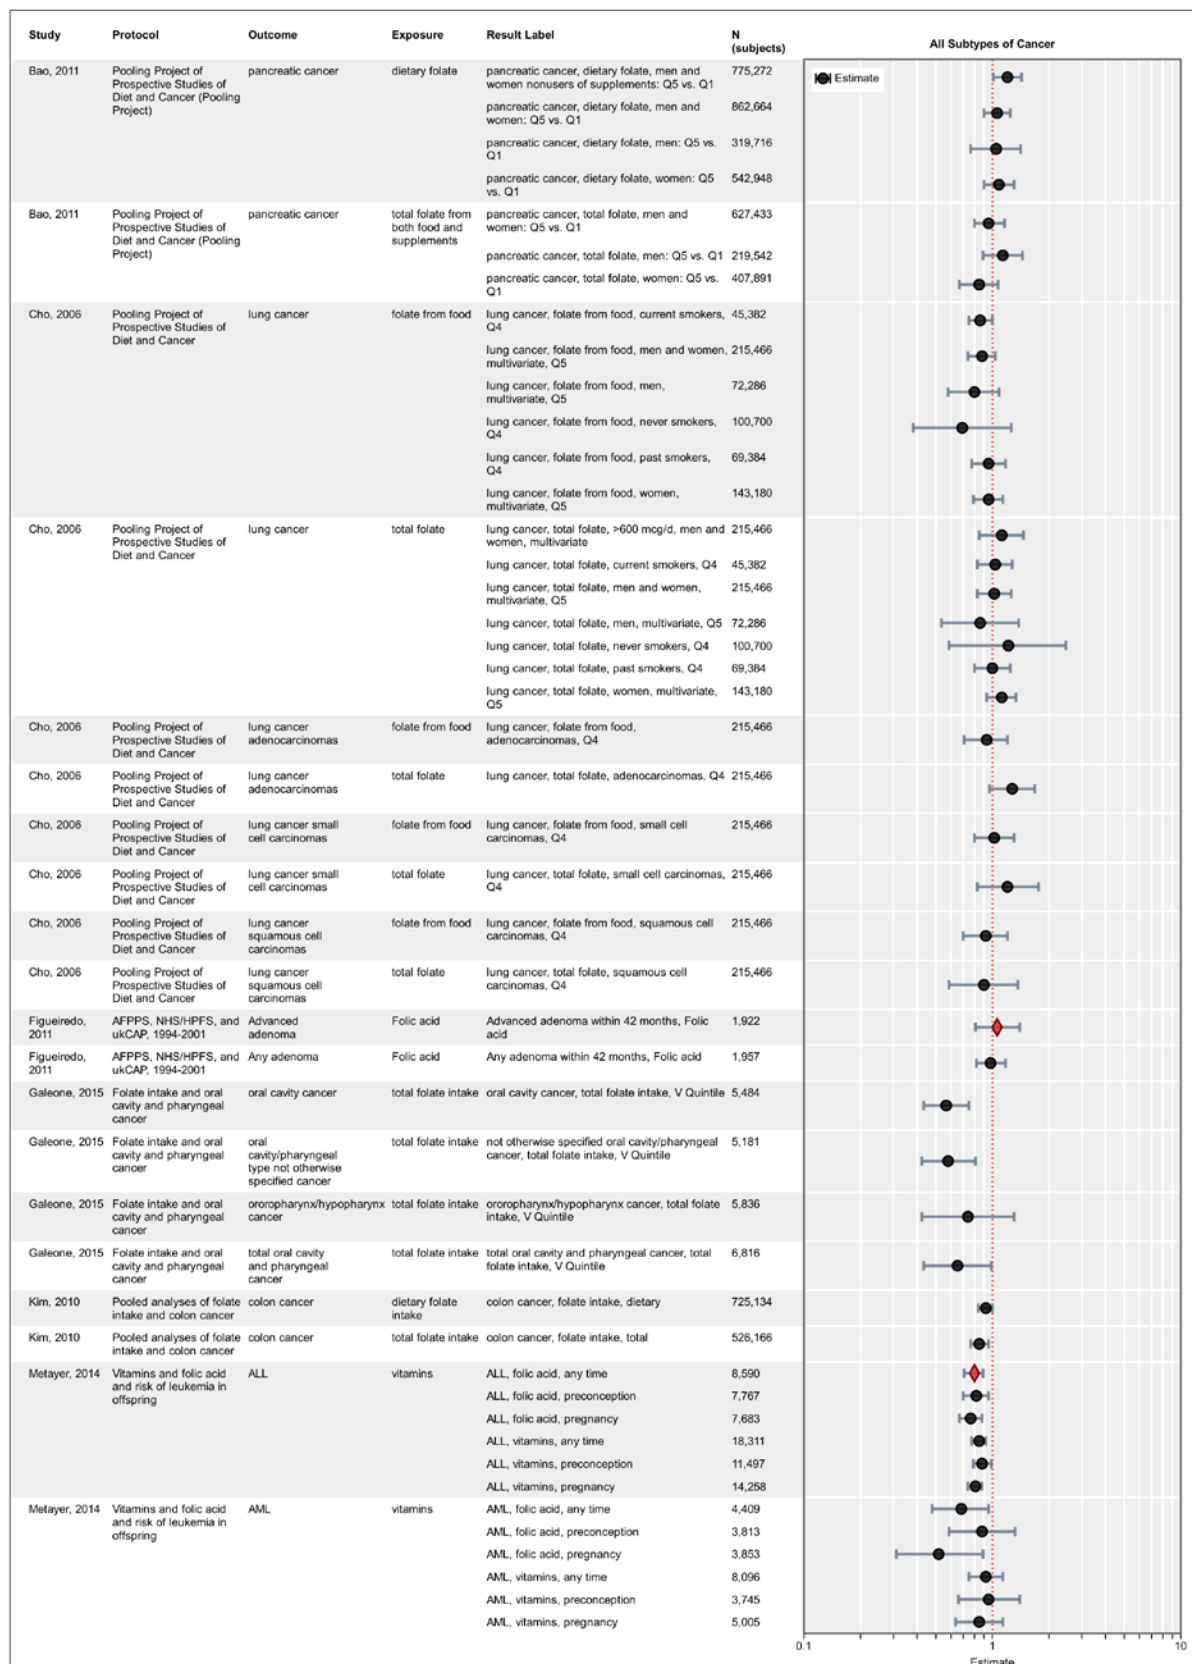 Study Protocol Outcome Exposure Result Label N (subjects)
All Subtypes of Cancer
Estimate
Bao, 2011 Pooling Project of pancreatic cancer dietary folate pancreatic cancer, dietary folate, men and 775,272
Prospective Studies of women nonusers of supplements: Q5 vs. Q1
Diet and Cancer (Pooling pancreatic cancer, dietary folate, men and 862,664
Project) women: Q5 vs. Q1
pancreatic cancer, dietary folate, men: Q5 vs. 319,716
Q1
pancreatic cancer, dietary folate, women: Q5 542,948
vs. Q1
Bao, 2011 Pooling Project of pancreatic cancer total folate from pancreatic cancer, total folate, men and 627,433
Prospective Studies of both food and women: Q5 vs. Q1
Diet and Cancer (Pooling supplements
Project)
pancreatic cancer, total folate, men: Q5 vs. Q1 219,542
pancreatic cancer, total folate, women: Q5 vs. 407,891
Q1
Cho, 2006 Pooling Project of lung cancer folate from food lung cancer, folate from food, current smokers, 45,382
Prospective Studies of Q4
Diet and Cancer
lung cancer, folate from food, men and women, 215,466
multivariate, Q5
lung cancer, folate from food, men, 72,286
multivariate, Q5
lung cancer, folate from food, never smokers, 100,700
Q4
lung cancer, folate from food, past smokers, 69,384
Q4
lung cancer, folate from food, women, 143,180
multivariate, Q5
Cho, 2006 Pooling Project of lung cancer total folate lung cancer, total folate, >600 mcg/d, men and 215,466
Prospective Studies of women, multivariate
Diet and Cancer
lung cancer, total folate, current smokers, Q4 45,382
lung cancer, total folate, men and women, 215,466
multivariate, Q5
lung cancer, total folate, men, multivariate, Q5 72,286
lung cancer, total folate, never smokers, Q4 100,700
lung cancer, total folate, past smokers, Q4 69,384
lung cancer, total folate, women, multivariate, 143,180
Q5
Cho, 2006 Pooling Project of lung cancer folate from food lung cancer, folate from food, 215,466
Prospective Studies of adenocarcinomas adenocarcinomas, Q4
Diet and Cancer
Cho, 2006 Pooling Project of lung cancer total folate lung cancer, total folate, adenocarcinomas, Q4 215,466
Prospective Studies of adenocarcinomas
Diet and Cancer
Cho, 2006 Pooling Project of lung cancer small folate from food lung cancer, folate from food, small cell 215,466
Prospective Studies of cell carcinomas carcinomas, Q4
Diet and Cancer
Cho, 2006 Pooling Project of lung cancer small total folate lung cancer, total folate, small cell carcinomas, 215,466
Prospective Studies of cell carcinomas Q4
Diet and Cancer
Cho, 2006 Pooling Project of lung cancer folate from food lung cancer, folate from food, squamous cell 215,466
Prospective Studies of squamous cell carcinomas, Q4
Diet and Cancer carcinomas
Cho, 2006 Pooling Project of lung cancer total folate lung cancer, total folate, squamous cell 215,466
Prospective Studies of squamous cell carcinomas, Q4
Diet and Cancer carcinomas
Figueiredo, AFPPS, NHS/HPFS, and Advanced Folic acid Advanced adenoma within 42 months, Folic 1,922
2011 ukCAP, 1994-2001 adenoma acid
Figueiredo, AFPPS, NHS/HPFS, and Any adenoma Folic acid Any adenoma within 42 months, Folic acid 1,957
2011 ukCAP, 1994-2001
Galeone, 2015 Folate intake and oral oral cavity cancer total folate intake oral cavity cancer, total folate intake, V Quintile 5,484
cavity and pharyngeal
cancer
Galeone, 2015 Folate intake and oral oral total folate intake not otherwise specified oral cavity/pharyngeal 5,181
cavity and pharyngeal cavity/pharyngeal cancer, total folate intake, V Quintile
cancer type not otherwise
specified cancer
Galeone, 2015 Folate intake and oral ororopharynx/hypopharynx total folate intake ororopharynx/hypopharynx cancer, total folate 5,836
cavity and pharyngeal cancer intake, V Quintile
cancer
Galeone, 2015 Folate intake and oral total oral cavity total folate intake total oral cavity and pharyngeal cancer, total 6,816
cavity and pharyngeal and pharyngeal folate intake, V Quintile
cancer cancer
Kim, 2010 Pooled analyses of folate colon cancer dietary folate colon cancer, folate intake, dietary 725,134
intake and colon cancer intake
Kim, 2010 Pooled analyses of folate colon cancer total folate intake colon cancer, folate intake, total 526,166
intake and colon cancer
Metayer, 2014 Vitamins and folic acid ALL vitamins ALL, folic acid, any time 8,590
and risk of leukemia in
offspring
ALL, folic acid, preconception 7,767
ALL, folic acid, pregnancy 7,683
ALL, vitamins, any time 18,311
ALL, vitamins, preconception 11,497
ALL, vitamins, pregnancy 14,258
Metayer, 2014 Vitamins and folic acid AML vitamins AML, folic acid, any time 4,409
and risk of leukemia in
offspring
AML, folic acid, preconception 3,813
AML, folic acid, pregnancy 3,853
AML, vitamins, any time 8,096
AML, vitamins, preconception 3,745
AML, vitamins, pregnancy 5,005
0.1 1 10
Estimate